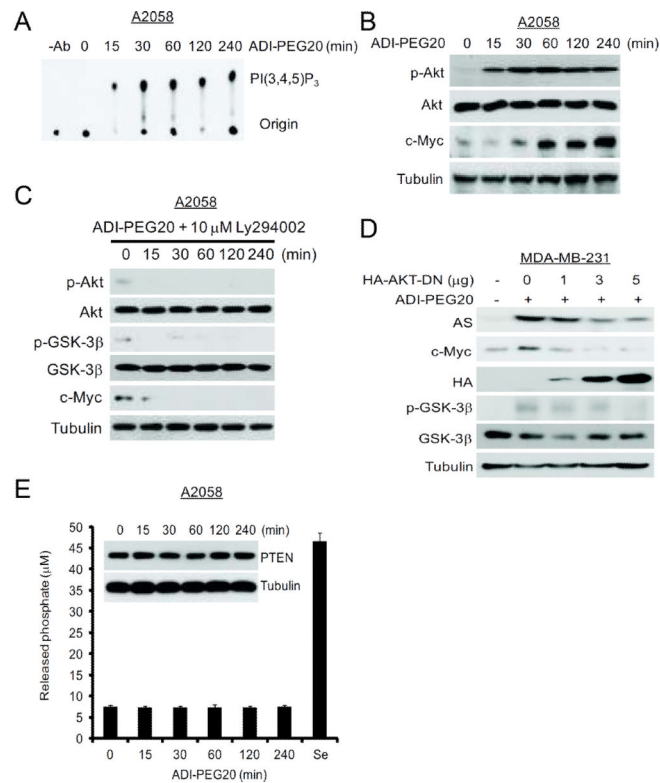 A
A2058
-Ab 0 15 30 60 120 240 ADI-PEG20 (min)
PI(3,4,5)P3
Origin
B
A2058
ADI-PEG20 0 15 30 60 120 240 (min)
p-Akt
Akt
c-Myc
Tubulin
C
A2058
ADI-PEG20 + 10 μM Ly294002
0 15 30 60 120 240 (min)
p-Akt
Akt
p-GSK-3β
GSK-3β
c-Myc
Tubulin
D
MDA-MB-231
HA-AKT-DN (μg) - 0 1 3 5
ADI-PEG20 - + + + +
AS
c-Myc
HA
p-GSK-3β
GSK-3β
Tubulin
E
A2058
0 15 30 60 120 240 (min)
PTEN
Tubulin
Released phosphate (μM)
50
45
40
35
30
25
20
15
10
5
0
0 15 30 60 120 240 Se
ADI-PEG20 (min)